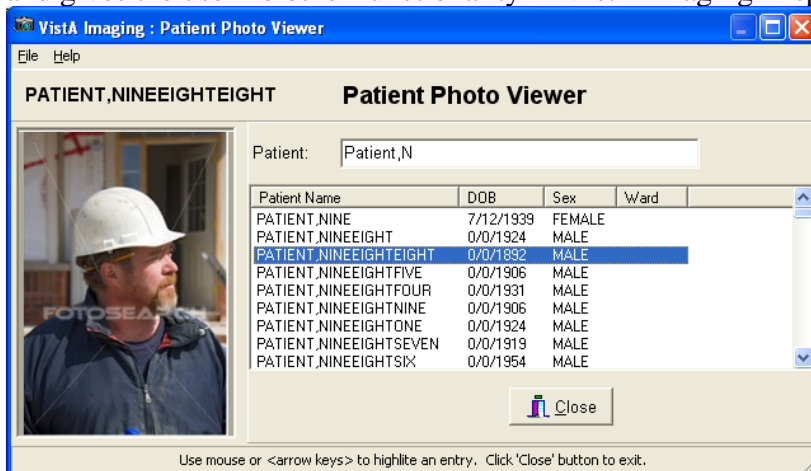 VistA Imaging : Patient Photo Viewer
File Help
PATIENT,NINEEIGHTEIGHT Patient Photo Viewer
Patient: Patient,N
Patient Name DOB Sex Ward
PATIENT,NINE 7/12/1939 FEMALE
PATIENT,NINEEIGHT 0/0/1924 MALE
PATIENT,NINEEIGHTEIGHT 0/0/1892 MALE
PATIENT,NINEEIGHTFIVE 0/0/1906 MALE
PATIENT,NINEEIGHTFOUR 0/0/1931 MALE
PATIENT,NINEEIGHTNINE 0/0/1906 MALE
PATIENT,NINEEIGHTONE 0/0/1924 MALE
PATIENT,NINEEIGHTSEVEN 0/0/1919 MALE
PATIENT,NINEEIGHTSIX 0/0/1954 MALE
FOTOSEARCH
Close
Use mouse or <arrow keys> to highlite an entry. Click 'Close' button to exit.